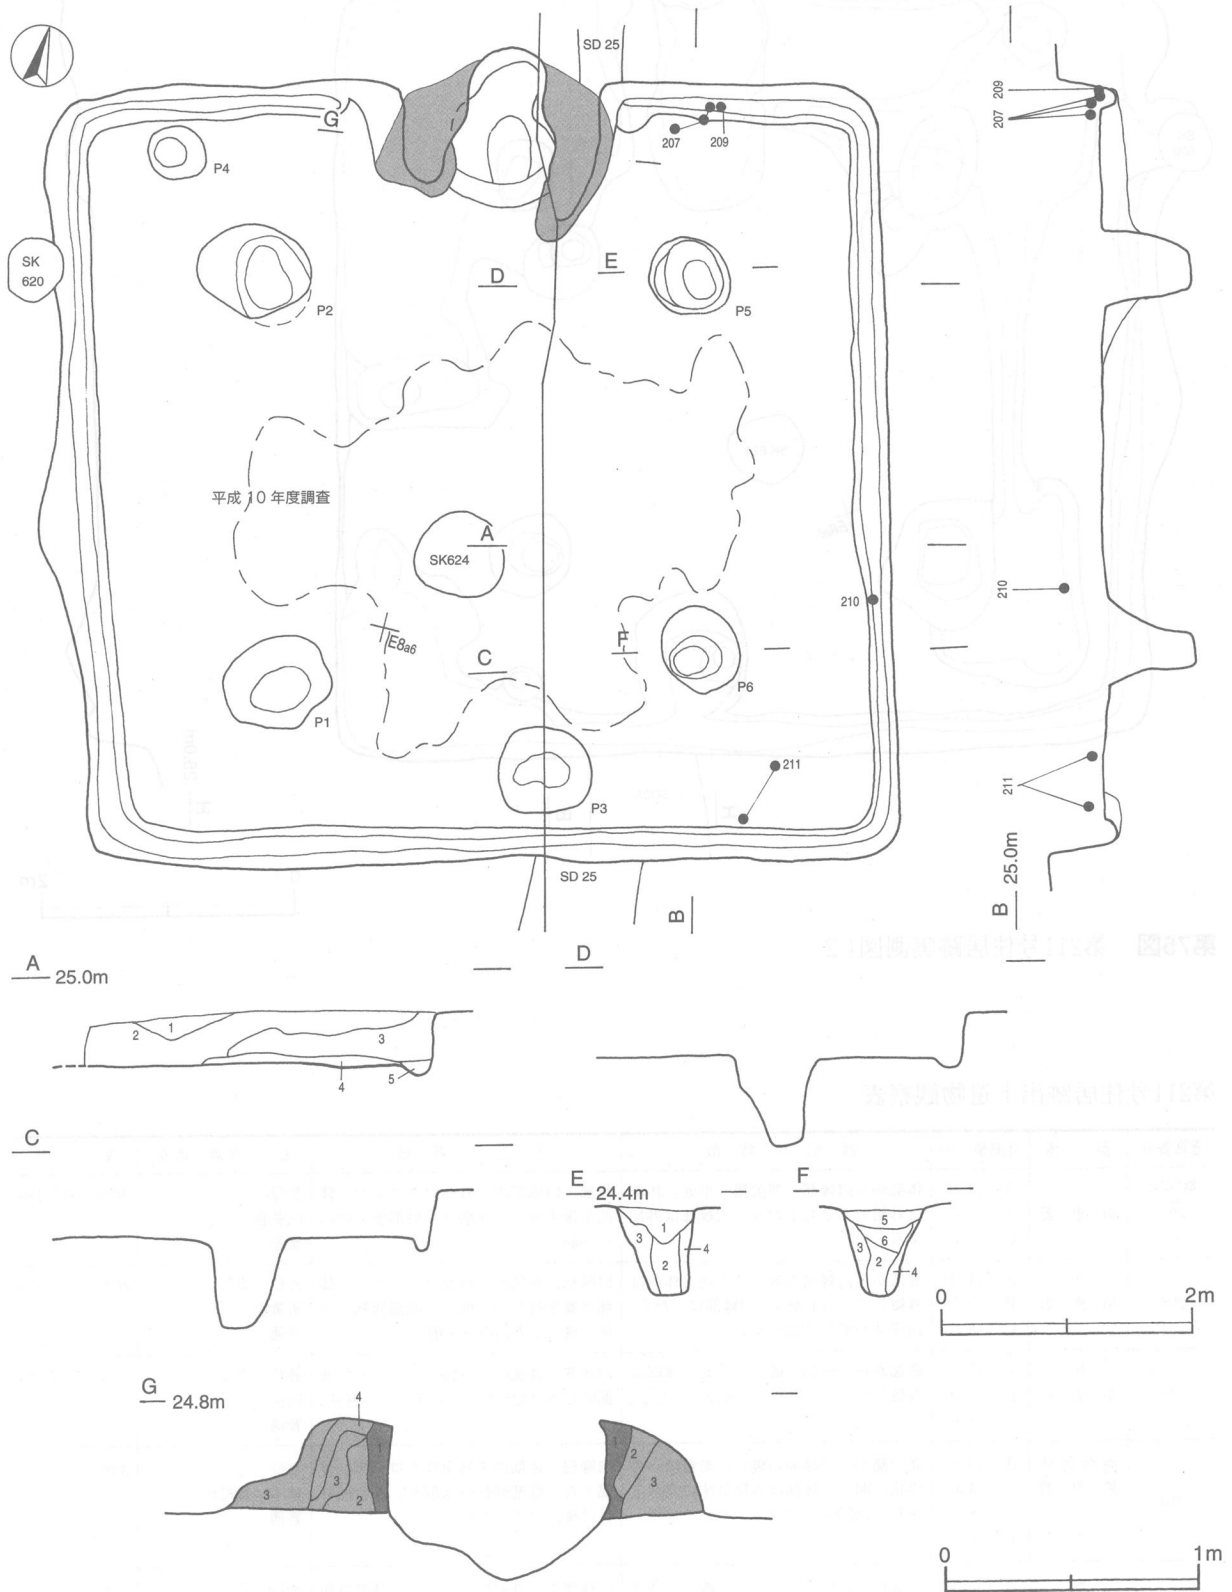 SD 25
G
P4
207
209
SK
620
D
E
P2
P5
平成 10 年度調査
A
SK624
210
E8a6
F
C
P6
P1
211
P3
SD 25
B
209
207
210
211
B 25.0m
A 25.0m
1
2
3
4
5
D
C
E 24.4m
1
3
2
4
F
5
6
3
2
4
0 2m
G 24.8m
4
1
3
3
2
1
2
3
0 1m